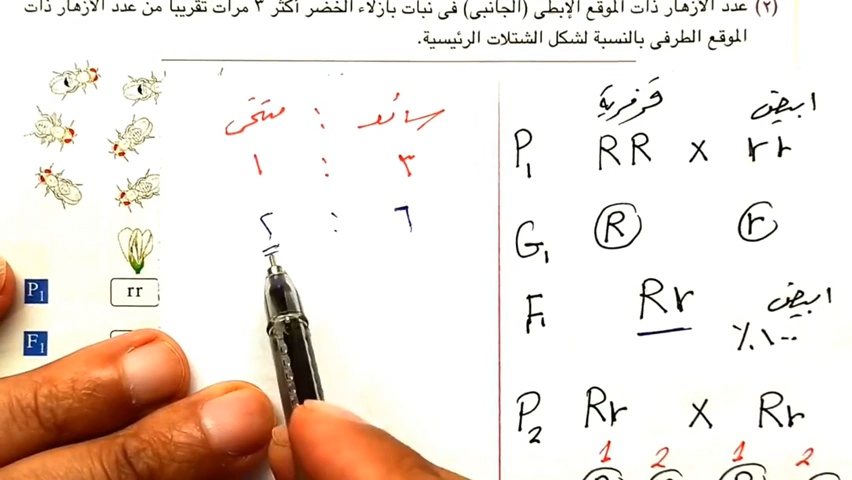 (٢) عدد الأزهار ذات الموقع الإبطى (الجانبى) فى نبات بازلاء الخضر أكثر ٣ مرات تقريبًا من عدد الأزهار ذات
الموقع الطرفى بالنسبة لشكل الشتلات الرئيسية.
سائد : متنحى
٣ : ١
٦ : ٢
قرفرية ابيض
P1 RR x rr
G1 R r
F1 Rr ابيض
٪١٠٠
P2 Rr X Rr
1 2 1 2
P1 rr
F1